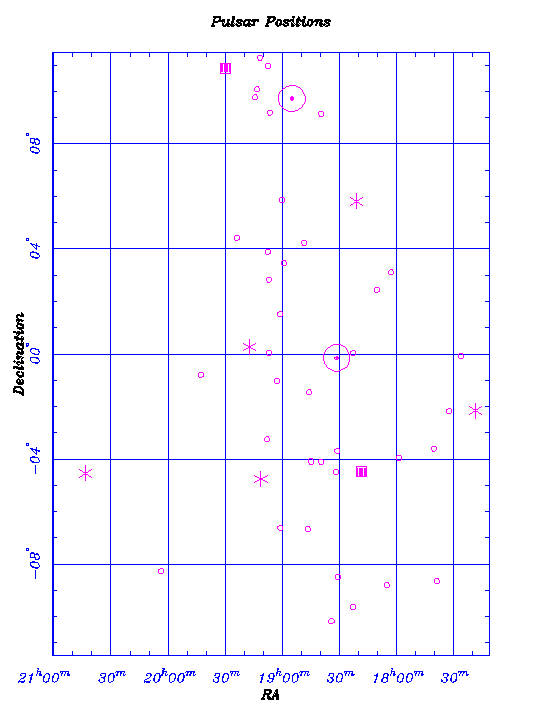 Pulsar Positions
08°
04°
00°
-04°
-08°
Declination
21ʰ00ᵐ 30ᵐ 20ʰ00ᵐ 30ᵐ 19ʰ00ᵐ 30ᵐ 18ʰ00ᵐ 30ᵐ
RA